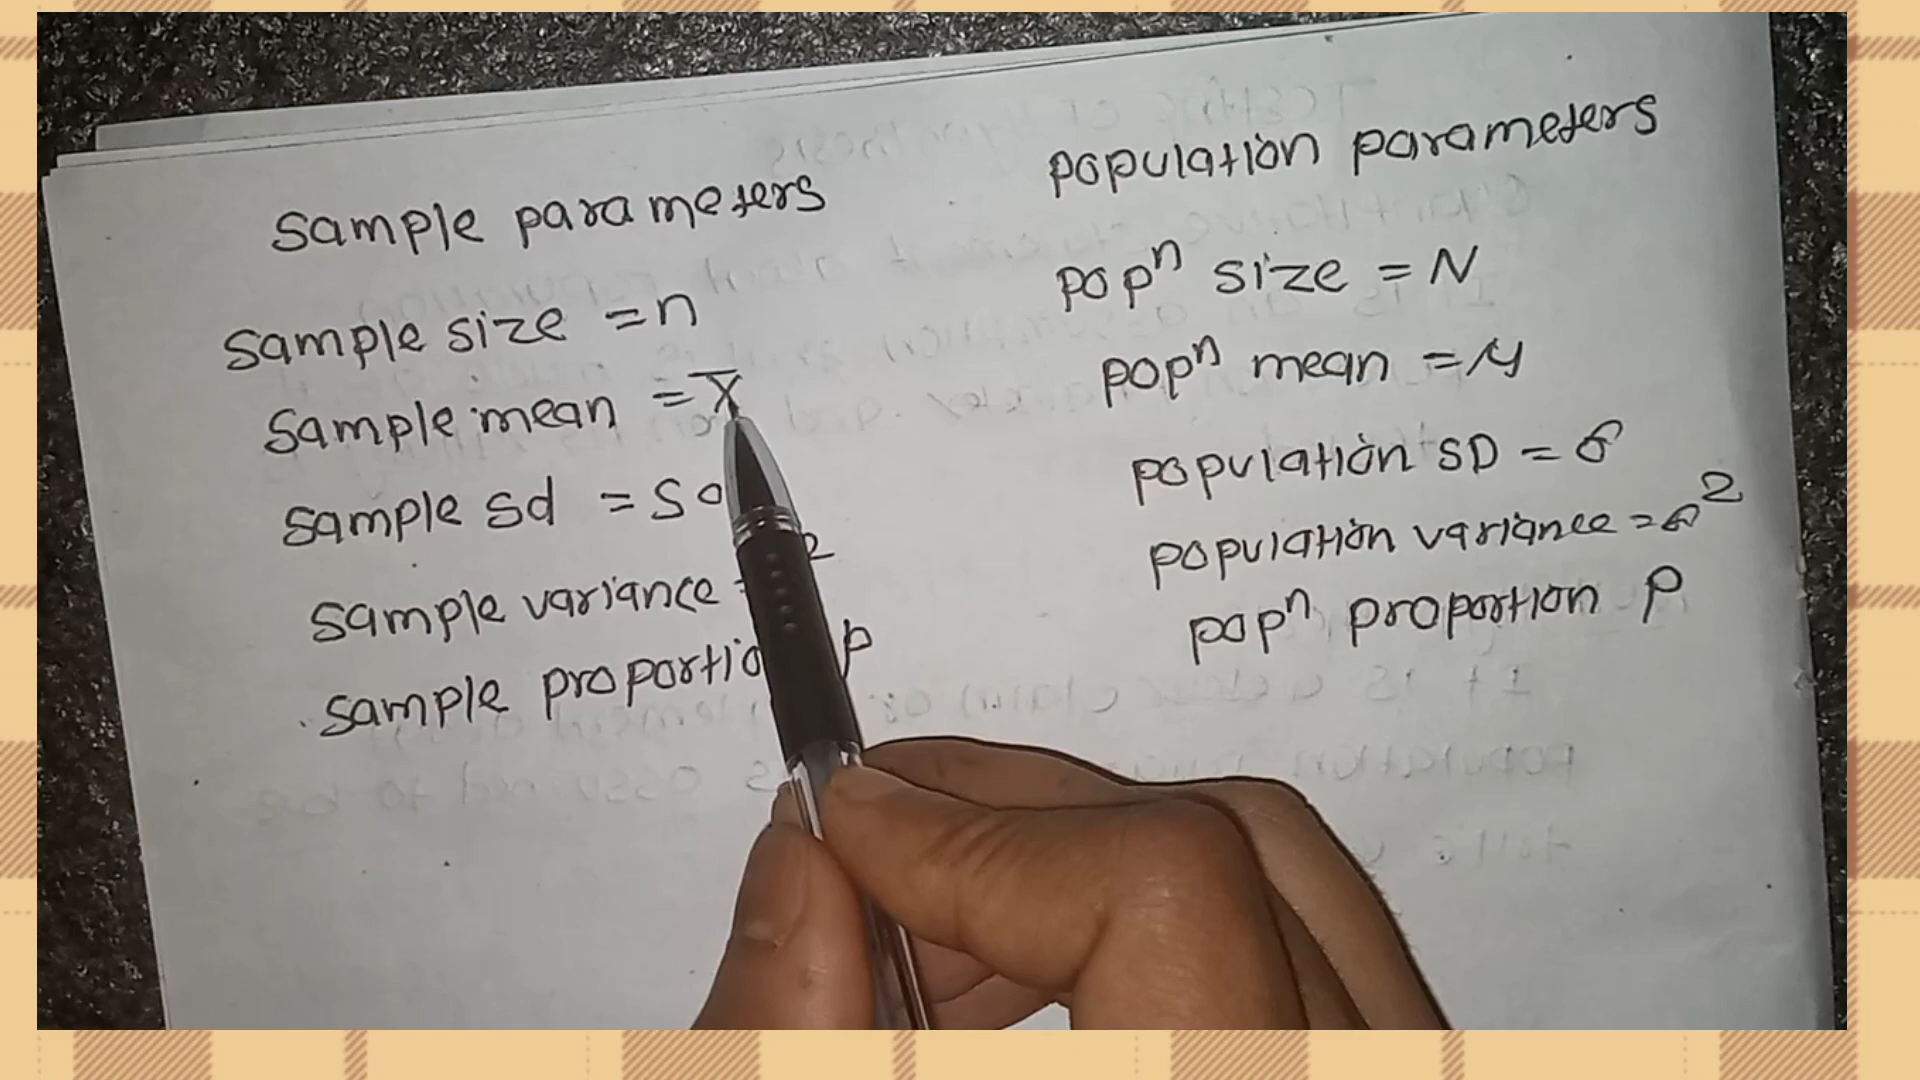 Sample parameters
Sample size = n
Sample mean = x̄
Sample sd = s
Sample variance 2
Sample p
population parameters
popⁿ size = N
popⁿ mean = μ
population SD = σ
population variance = σ²
popⁿ proportion P